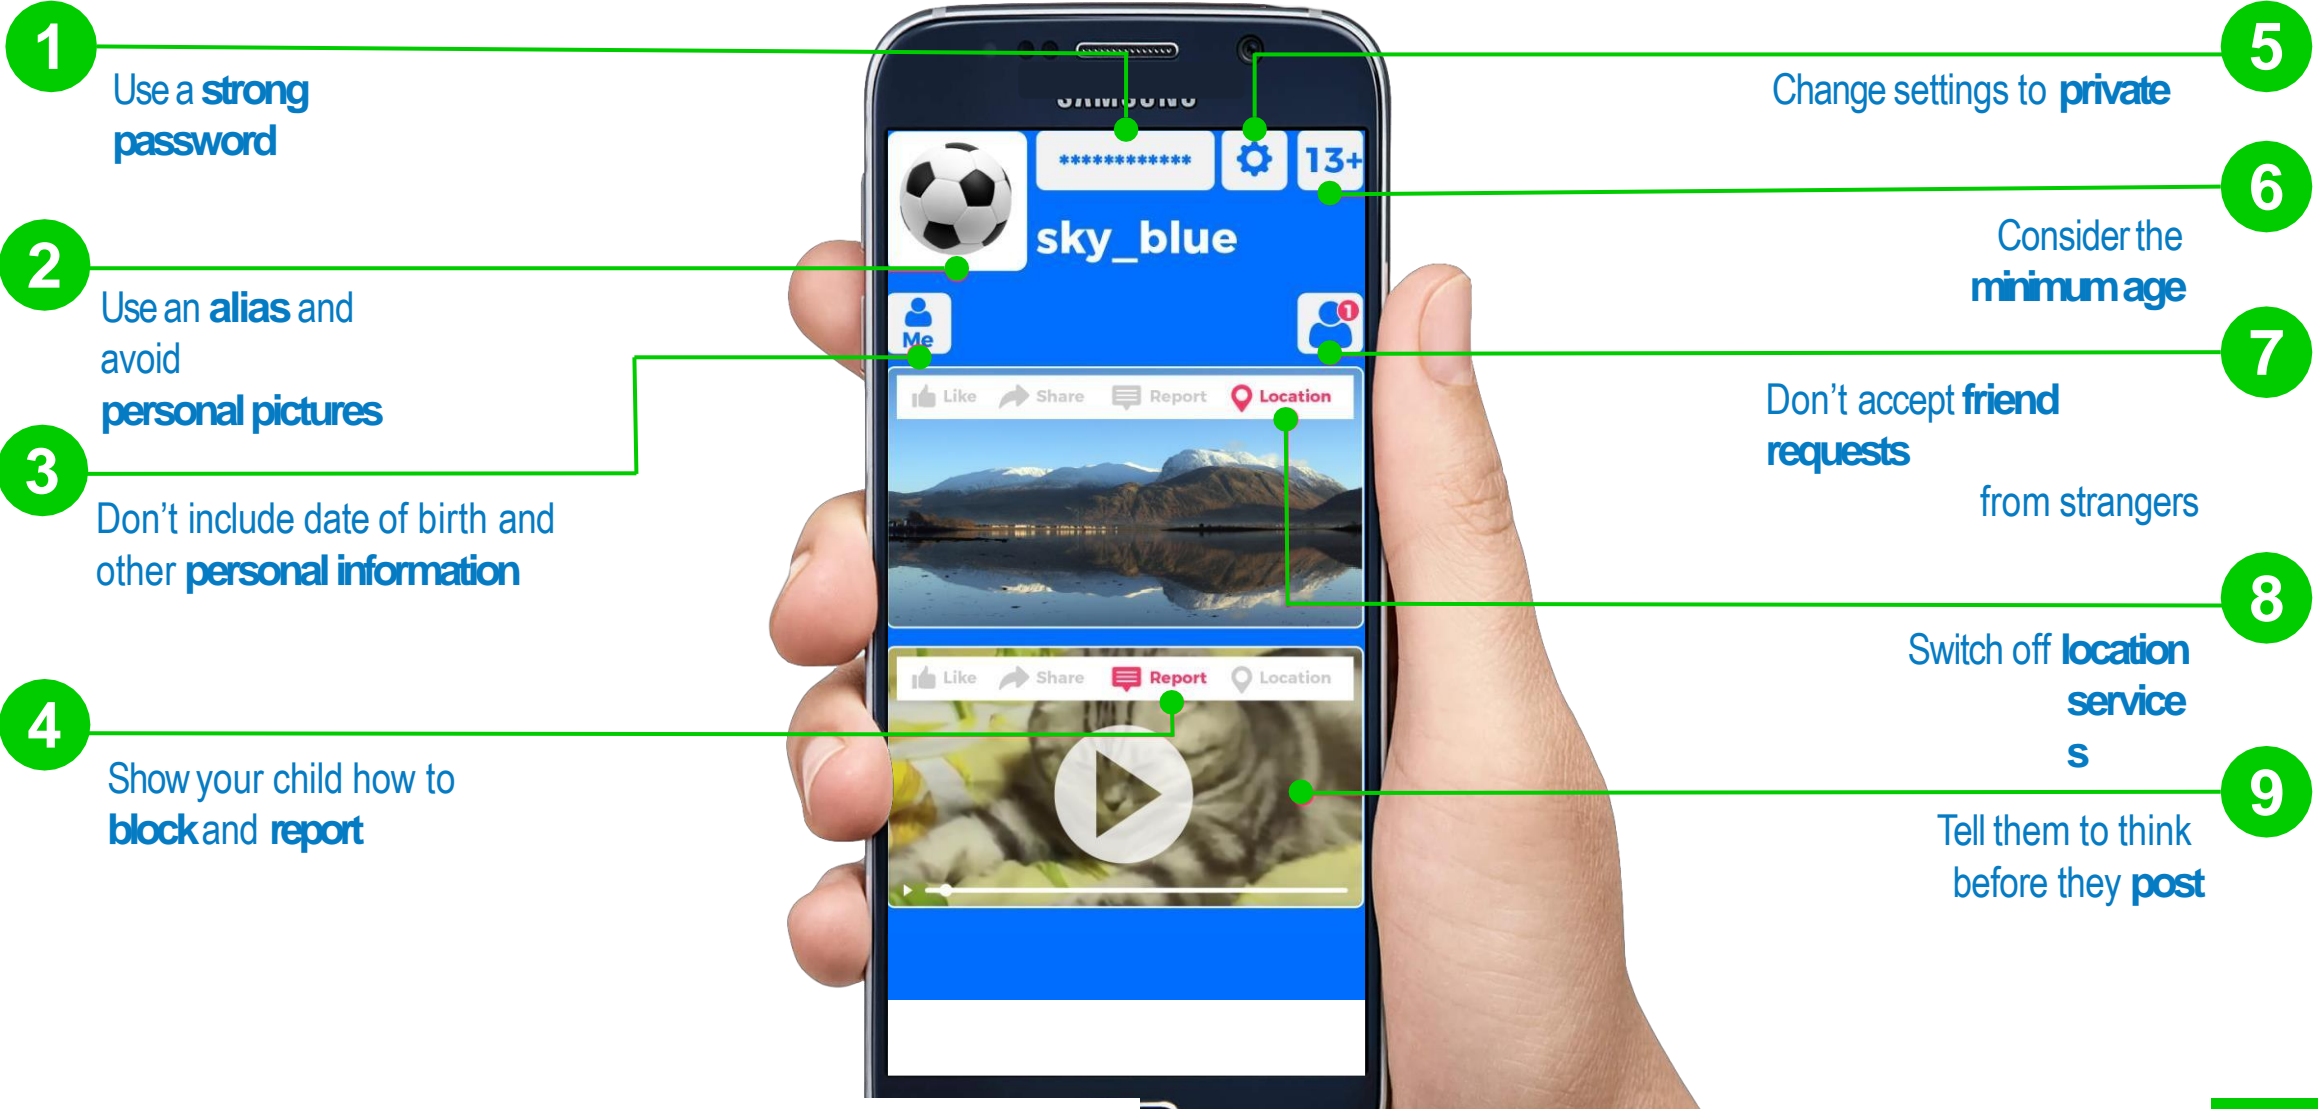 1
Use a strong
password
2
Use an alias and
avoid
personal pictures
3
Don't include date of birth and
other personal information
4
Show your child how to
block and report
SAMSUNG
************
13+
sky_blue
Me
1
Like Share Report Location
Like Share Report Location
5
Change settings to private
6
Consider the
minimum age
7
Don't accept friend
requests
from strangers
8
Switch off location
service
s
9
Tell them to think
before they post